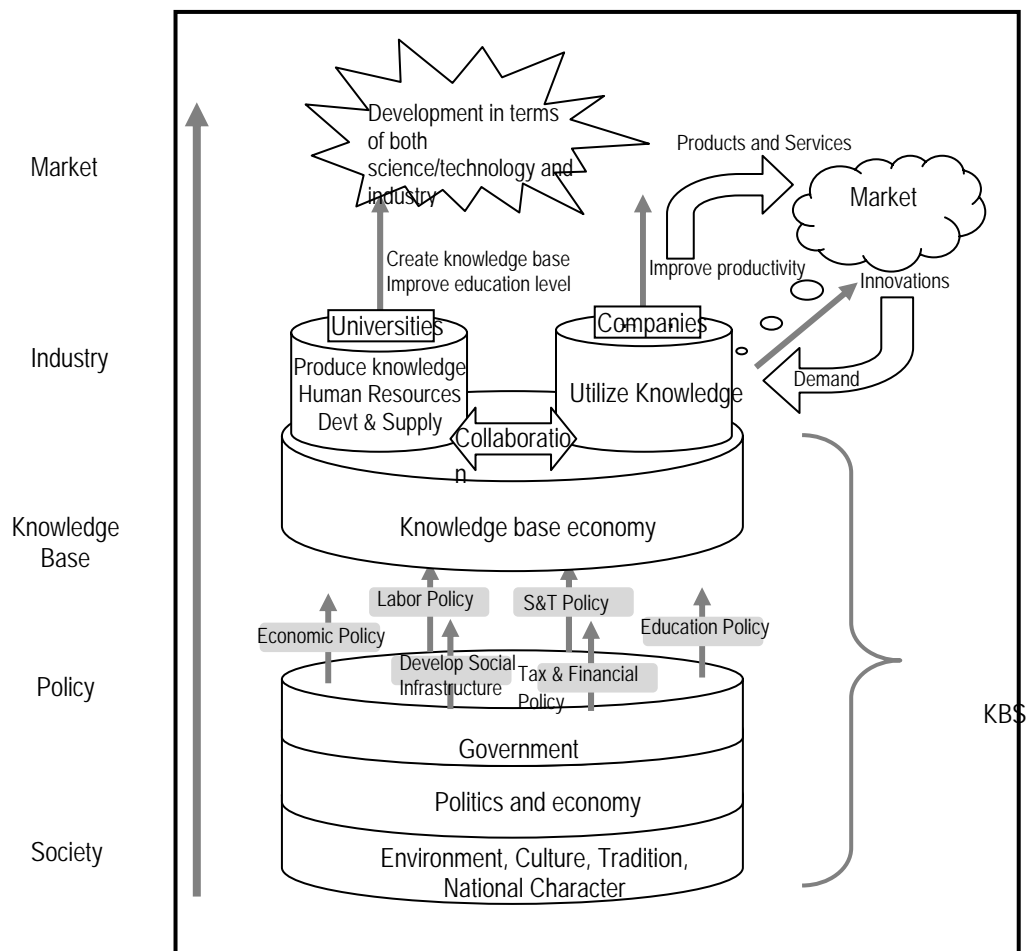 Development in terms
of both
science/technology and
industry
Products and Services
Market
Market
Create knowledge base
Improve education level
Improve productivity
Innovations
Universities
Companies
Industry
Produce knowledge
Human Resources
Devt & Supply
Utilize Knowledge
Demand
Collaboratio
n
Knowledge
Base
Knowledge base economy
Labor Policy
S&T Policy
Economic Policy
Education Policy
Develop Social
Infrastructure
Tax & Financial
Policy
Policy
KBS
Government
Politics and economy
Society
Environment, Culture, Tradition,
National Character